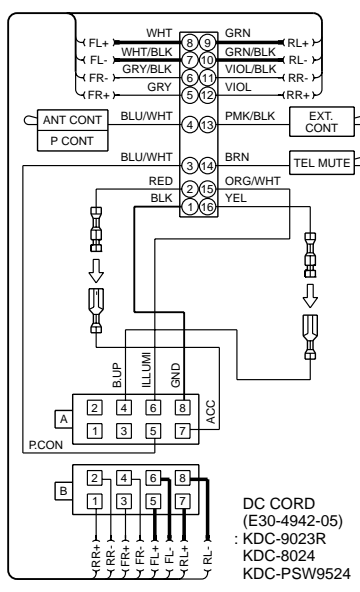 WHT 8 9 GRN
FL+ RL+
WHT/BLK 7 10 GRN/BLK
FL- RL-
GRY/BLK 6 11 VIOL/BLK
FR- RR-
GRY 5 12 VIOL
FR+ RR+
ANT CONT BLU/WHT 4 13 PMK/BLK EXT. CONT
P CONT
BLU/WHT 3 14 BRN TEL MUTE
RED 2 15 ORG/WHT
BLK 1 16 YEL
B.UP ILLUMI GND ACC
A
2 4 6 8
1 3 5 7
P.CON
B
2 4 6 8
1 3 5 7
RR+ RR- FR+ FR- FL+ FL- RL+ RL-
DC CORD
(E30-4942-05)
: KDC-9023R
KDC-8024
KDC-PSW9524